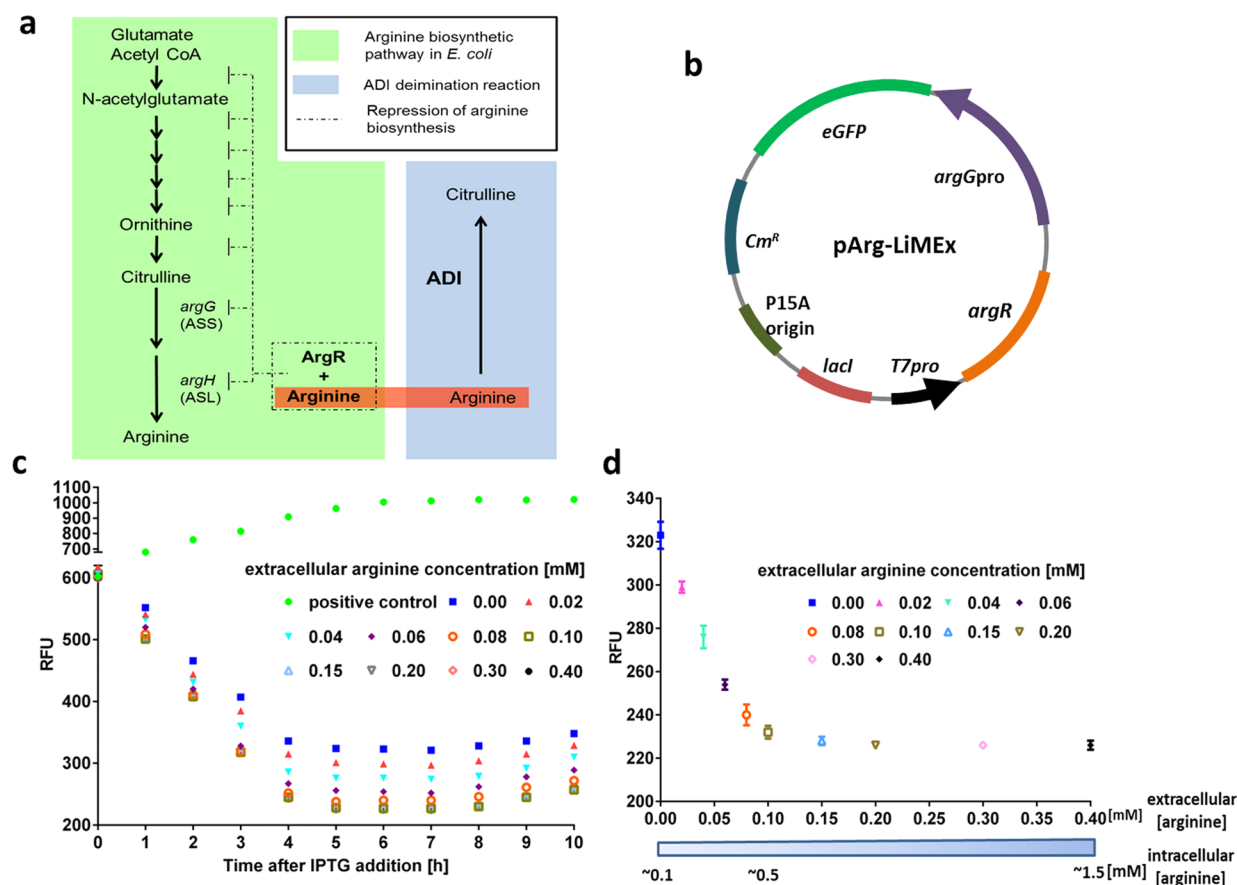 a
Glutamate
Acetyl CoA
N-acetylglutamate
Ornithine
Citrulline
argG
(ASS)
argH
(ASL)
Arginine
ArgR
+
Arginine
Arginine biosynthetic
pathway in E. coli
ADI deimination reaction
Repression of arginine
biosynthesis
Citrulline
ADI
Arginine
b
eGFP
argGpro
CmR
pArg-LiMEx
P15A
origin
argR
lacI
T7pro
c
1100
1000
900
800
700
600
500
400
300
200
RFU
extracellular arginine concentration [mM]
positive control 0.00 0.02
0.04 0.06 0.08 0.10
0.15 0.20 0.30 0.40
0 1 2 3 4 5 6 7 8 9 10
Time after IPTG addition [h]
d
340
320
300
280
260
240
220
200
RFU
extracellular arginine concentration [mM]
0.00 0.02 0.04 0.06
0.08 0.10 0.15 0.20
0.30 0.40
0.00 0.05 0.10 0.15 0.20 0.25 0.30 0.35 0.40 [mM] extracellular
[arginine]
~0.1 ~0.5 ~1.5 [mM] intracellular
[arginine]